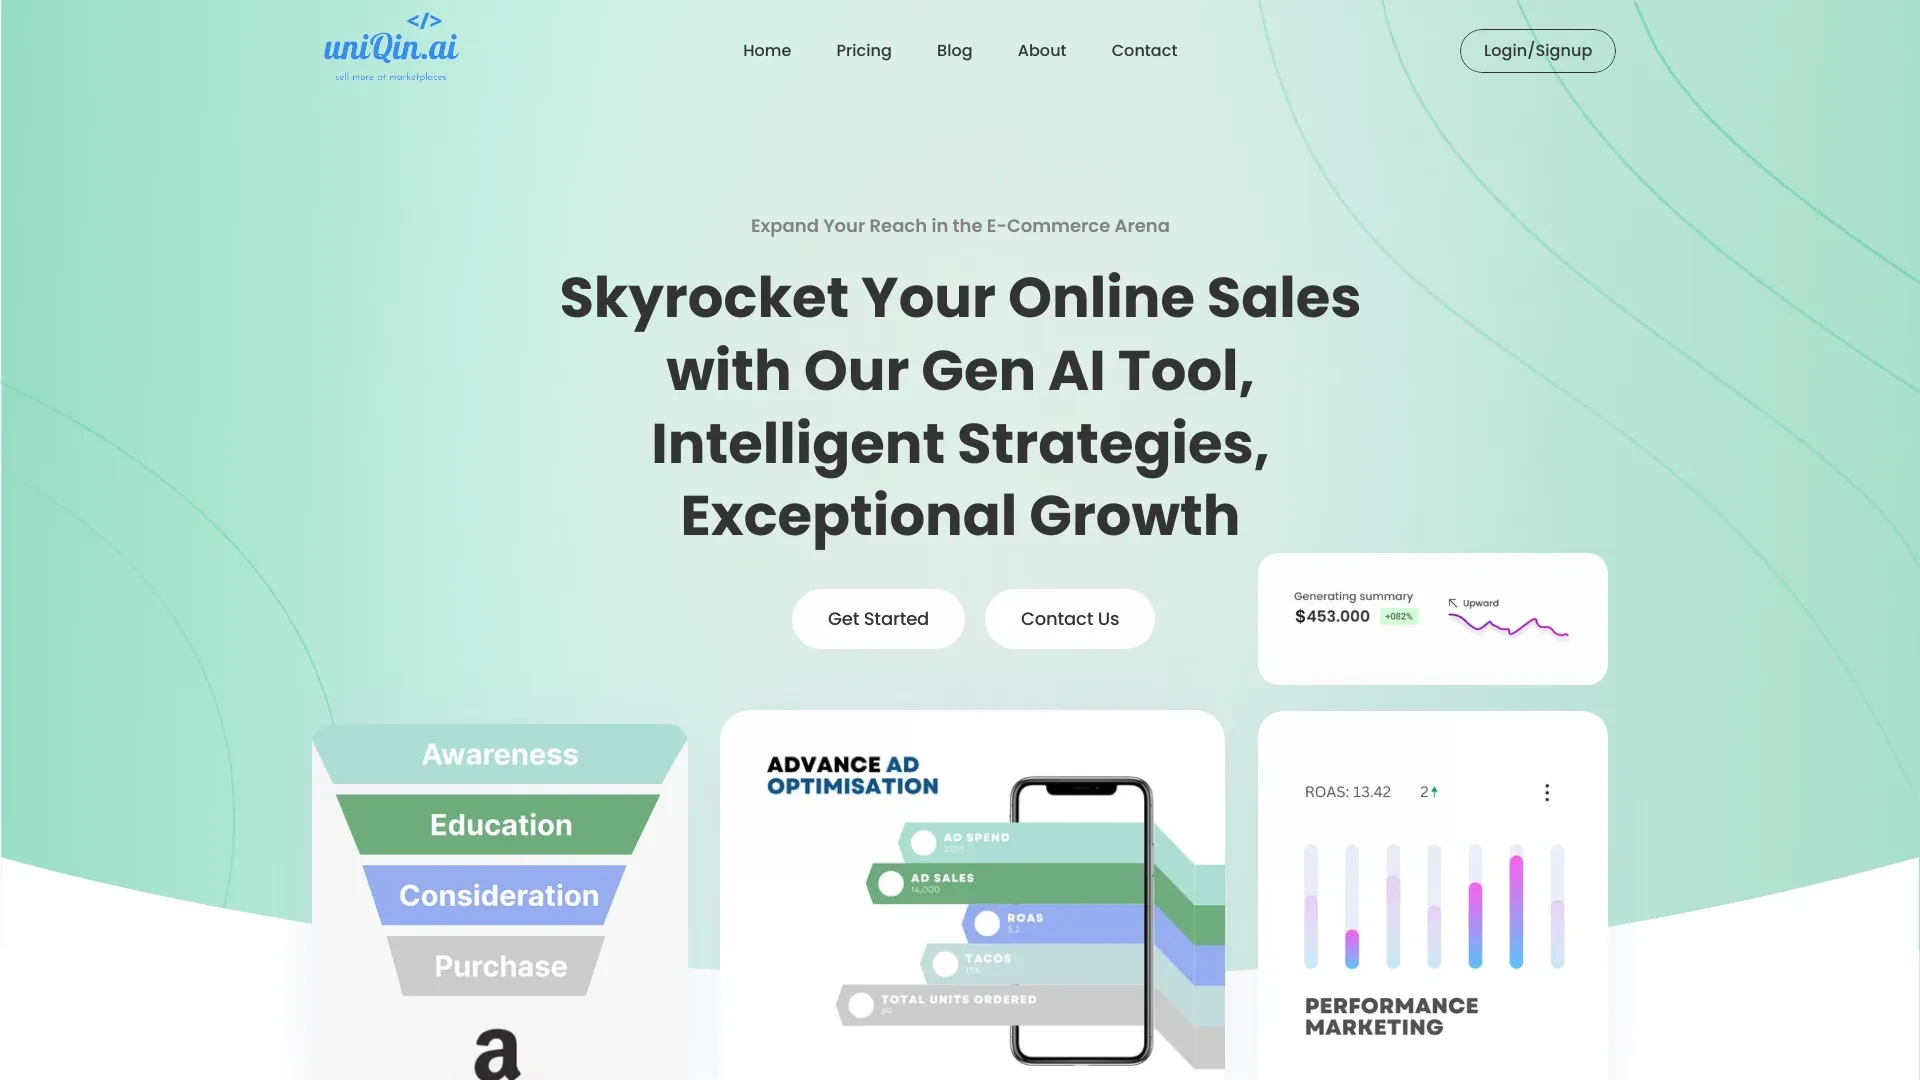 </>
uniQin.ai
sell more at marketplaces
Home
Pricing
Blog
About
Contact
Login/Signup
Expand Your Reach in the E-Commerce Arena
Skyrocket Your Online Sales
with Our Gen AI Tool,
Intelligent Strategies,
Exceptional Growth
Get Started
Contact Us
Generating summary
$453.000
+082%
Upward
Awareness
Education
Consideration
Purchase
a
ADVANCE AD
OPTIMISATION
AD SPEND
AD SALES
14,000
ROAS
3.2
TACOS
TOTAL UNITS ORDERED
89
ROAS: 13.42
2
PERFORMANCE
MARKETING